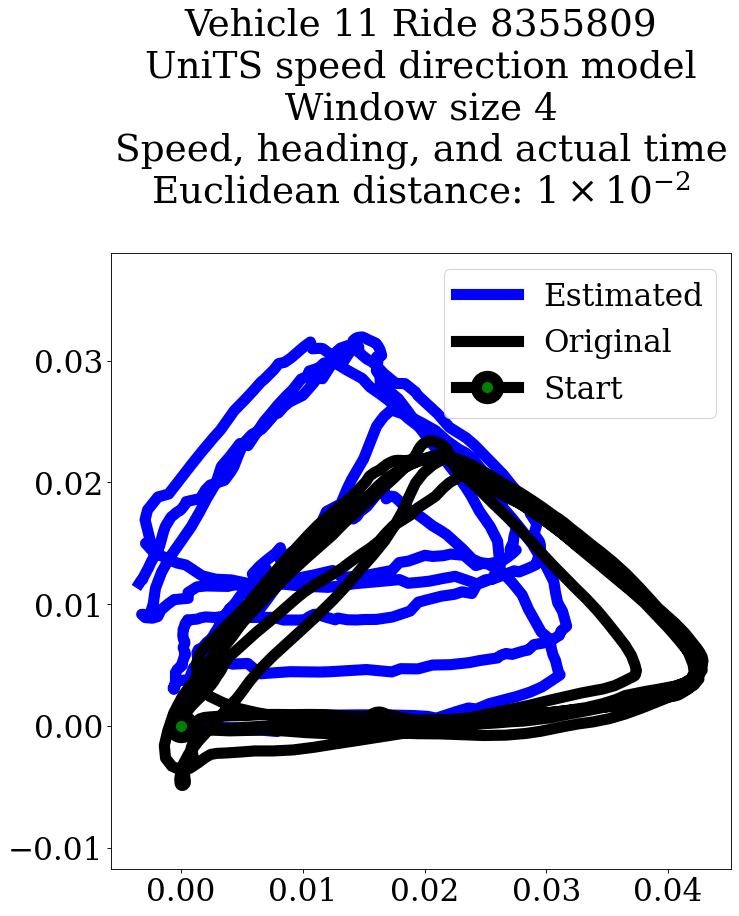 Vehicle 11 Ride 8355809
UniTS speed direction model
Window size 4
Speed, heading, and actual time
Euclidean distance: 1 × 10⁻²
Estimated
Original
Start
0.03
0.02
0.01
0.00
−0.01
0.00 0.01 0.02 0.03 0.04